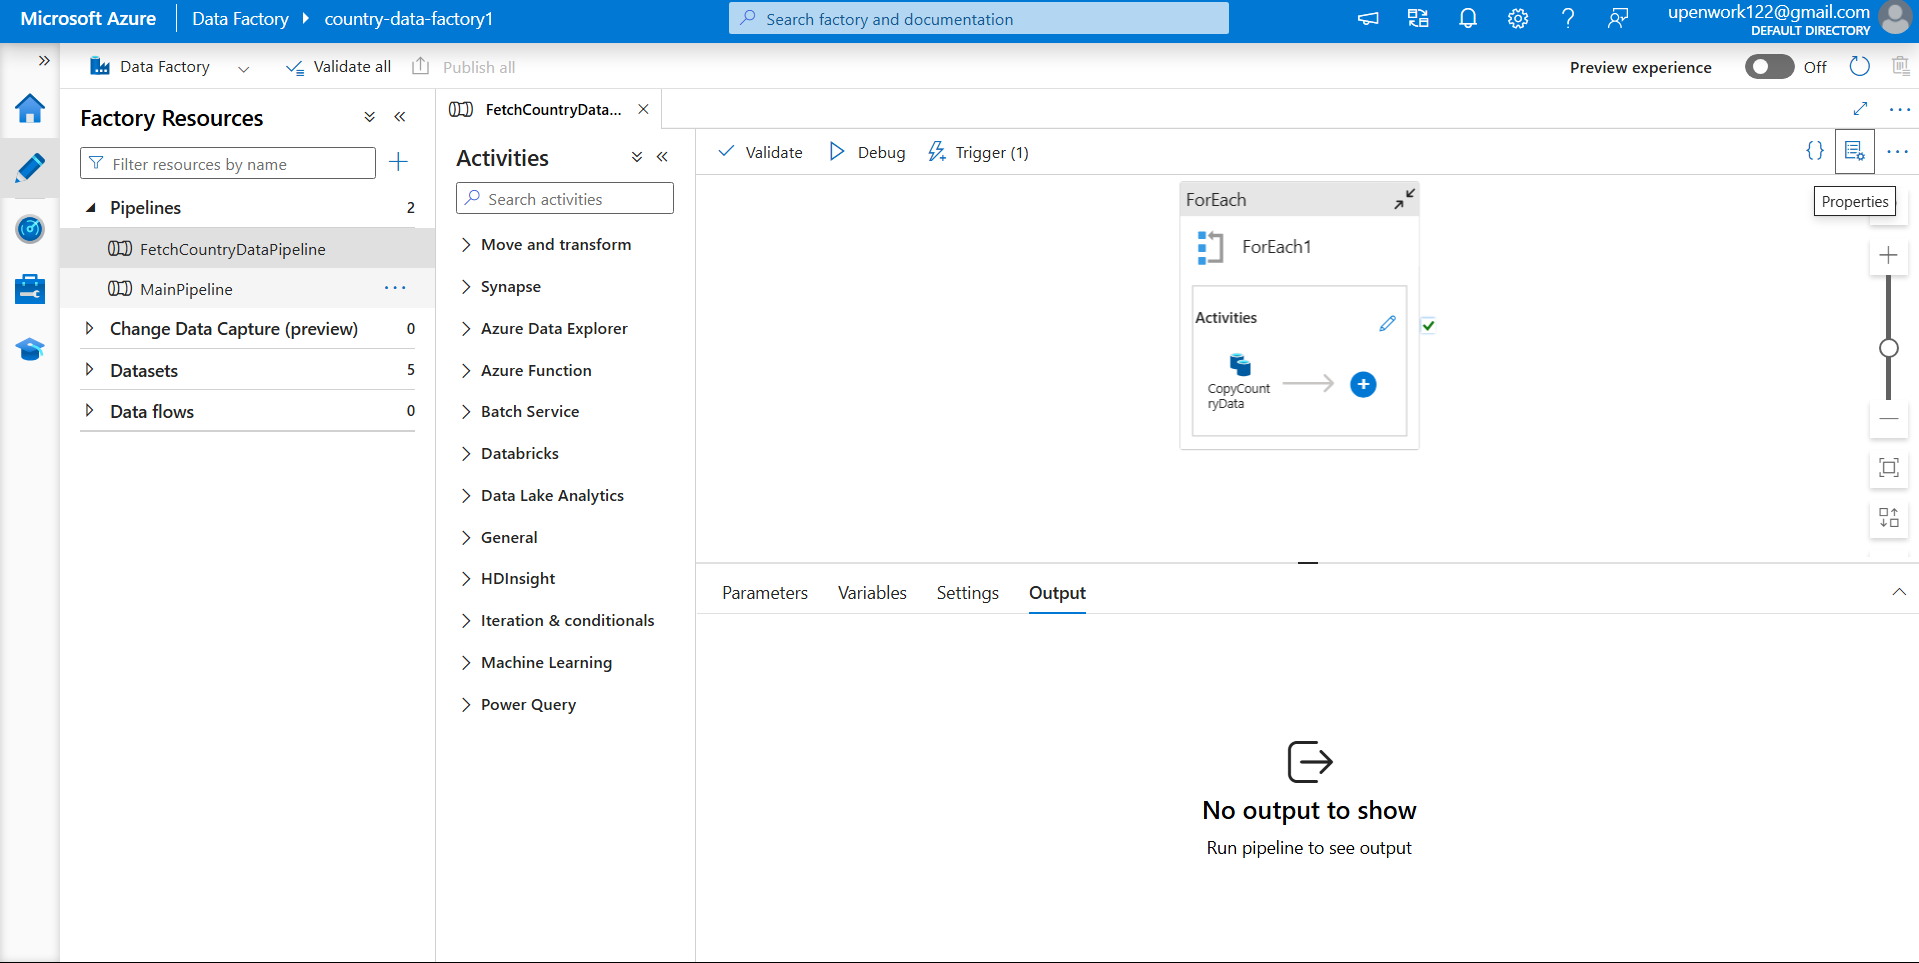 Microsoft Azure
Data Factory
country-data-factory1
Search factory and documentation
upenwork122@gmail.com
DEFAULT DIRECTORY
Data Factory
Validate all
Publish all
Preview experience
Off
Factory Resources
Filter resources by name
Pipelines 2
FetchCountryDataPipeline
MainPipeline
Change Data Capture (preview) 0
Datasets 5
Data flows 0
FetchCountryData...
Activities
Search activities
Move and transform
Synapse
Azure Data Explorer
Azure Function
Batch Service
Databricks
Data Lake Analytics
General
HDInsight
Iteration & conditionals
Machine Learning
Power Query
Validate
Debug
Trigger (1)
Properties
ForEach
ForEach1
Activities
CopyCount
ryData
Parameters
Variables
Settings
Output
No output to show
Run pipeline to see output